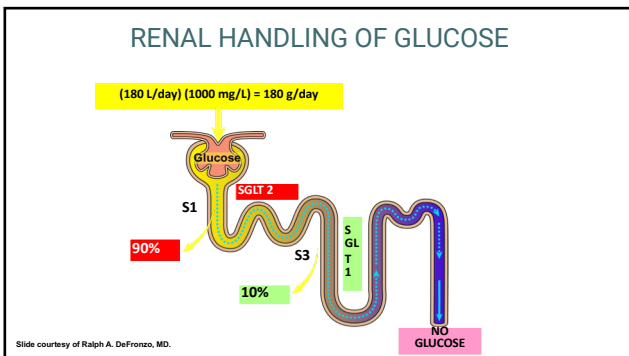 RENAL HANDLING OF GLUCOSE
(180 L/day) (1000 mg/L) = 180 g/day
Glucose
SGLT 2
S1
90%
S
GL
T
1
S3
10%
NO
GLUCOSE
Slide courtesy of Ralph A. DeFronzo, MD.